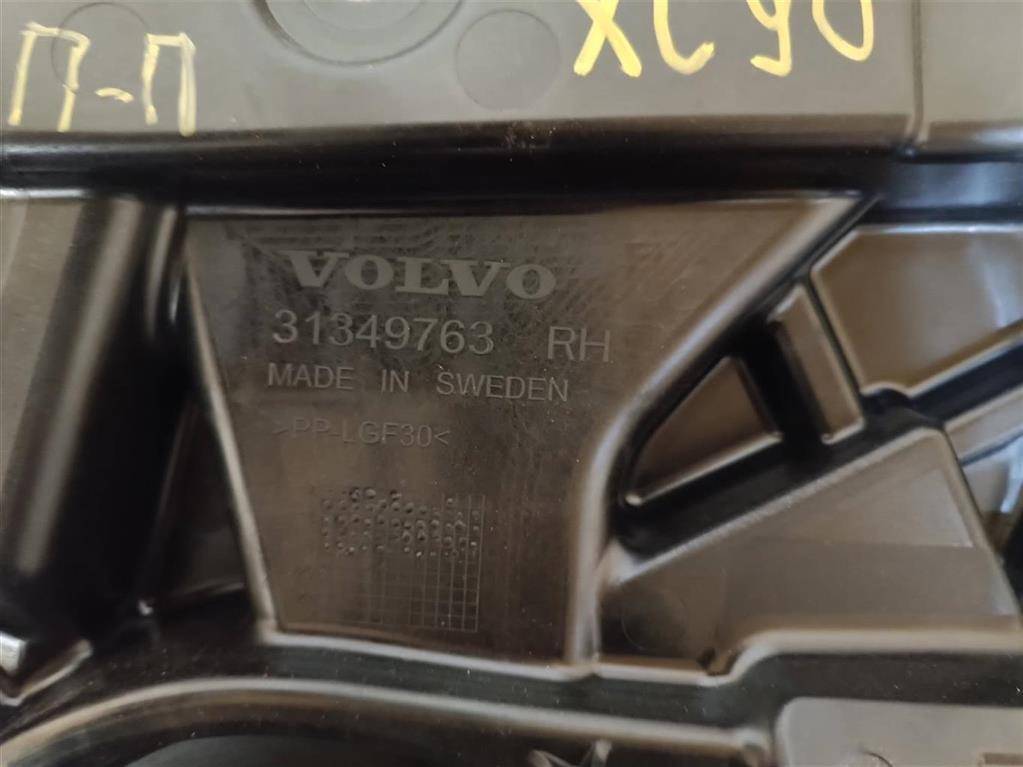 XC90
П-П
VOLVO
31349763 RH
MADE IN SWEDEN
>PP-LGF30<